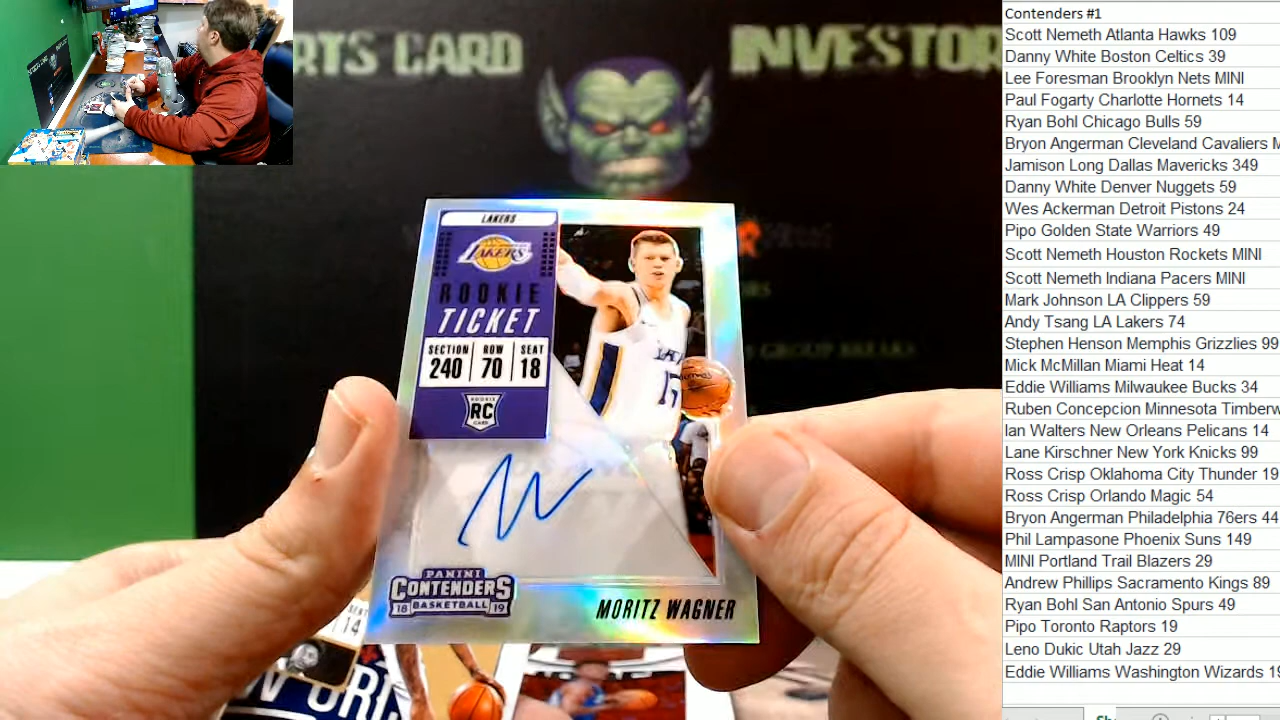 RTS CARD
INVESTOR
GROUP BREAKS
LAKERS
LAKERS
ROOKIE
TICKET
SECTION ROW SEAT
240 70 18
ROOKIE
RC
CARD
PANINI
CONTENDERS
18 BASKETBALL 19
MORITZ WAGNER
14
Contenders #1
Scott Nemeth Atlanta Hawks 109
Danny White Boston Celtics 39
Lee Foresman Brooklyn Nets MINI
Paul Fogarty Charlotte Hornets 14
Ryan Bohl Chicago Bulls 59
Bryon Angerman Cleveland Cavaliers M
Jamison Long Dallas Mavericks 349
Danny White Denver Nuggets 59
Wes Ackerman Detroit Pistons 24
Pipo Golden State Warriors 49
Scott Nemeth Houston Rockets MINI
Scott Nemeth Indiana Pacers MINI
Mark Johnson LA Clippers 59
Andy Tsang LA Lakers 74
Stephen Henson Memphis Grizzlies 99
Mick McMillan Miami Heat 14
Eddie Williams Milwaukee Bucks 34
Ruben Concepcion Minnesota Timberw
Ian Walters New Orleans Pelicans 14
Lane Kirschner New York Knicks 99
Ross Crisp Oklahoma City Thunder 19
Ross Crisp Orlando Magic 54
Bryon Angerman Philadelphia 76ers 44
Phil Lampasone Phoenix Suns 149
MINI Portland Trail Blazers 29
Andrew Phillips Sacramento Kings 89
Ryan Bohl San Antonio Spurs 49
Pipo Toronto Raptors 19
Leno Dukic Utah Jazz 29
Eddie Williams Washington Wizards 19